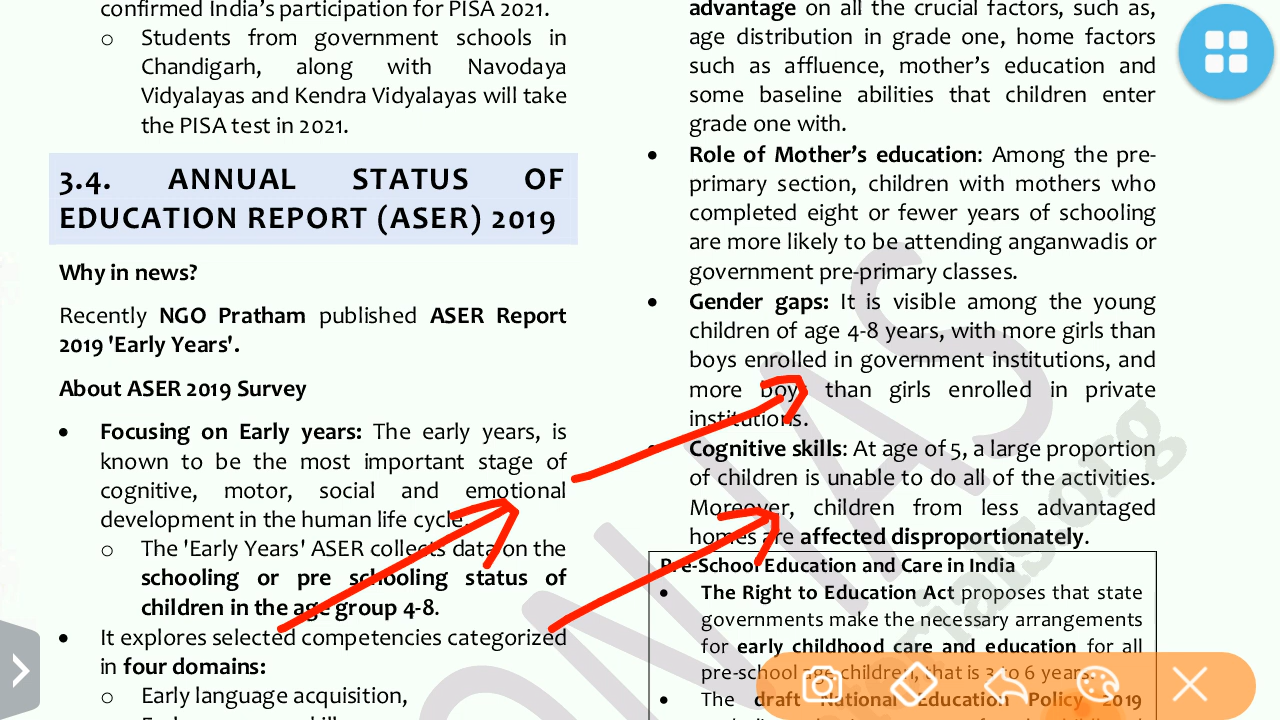 confirmed India's participation for PISA 2021.
o Students from government schools in
Chandigarh, along with Navodaya
Vidyalayas and Kendra Vidyalayas will take
the PISA test in 2021.
3.4. ANNUAL STATUS OF
EDUCATION REPORT (ASER) 2019
Why in news?
Recently NGO Pratham published ASER Report
2019 'Early Years'.
About ASER 2019 Survey
• Focusing on Early years: The early years, is
known to be the most important stage of
cognitive, motor, social and emotional
development in the human life cycle.
o The 'Early Years' ASER collects data on the
schooling or pre schooling status of
children in the age group 4-8.
• It explores selected competencies categorized
in four domains:
o Early language acquisition,
advantage on all the crucial factors, such as,
age distribution in grade one, home factors
such as affluence, mother's education and
some baseline abilities that children enter
grade one with.
• Role of Mother's education: Among the pre-
primary section, children with mothers who
completed eight or fewer years of schooling
are more likely to be attending anganwadis or
government pre-primary classes.
• Gender gaps: It is visible among the young
children of age 4-8 years, with more girls than
boys enrolled in government institutions, and
more boys than girls enrolled in private
institutions.
• Cognitive skills: At age of 5, a large proportion
of children is unable to do all of the activities.
Moreover, children from less advantaged
homes are affected disproportionately.
Pre-School Education and Care in India
• The Right to Education Act proposes that state
governments make the necessary arrangements
for early childhood care and education for all
pre-school age children, that is 3 to 6 years.
• The draft National Education Policy 2019